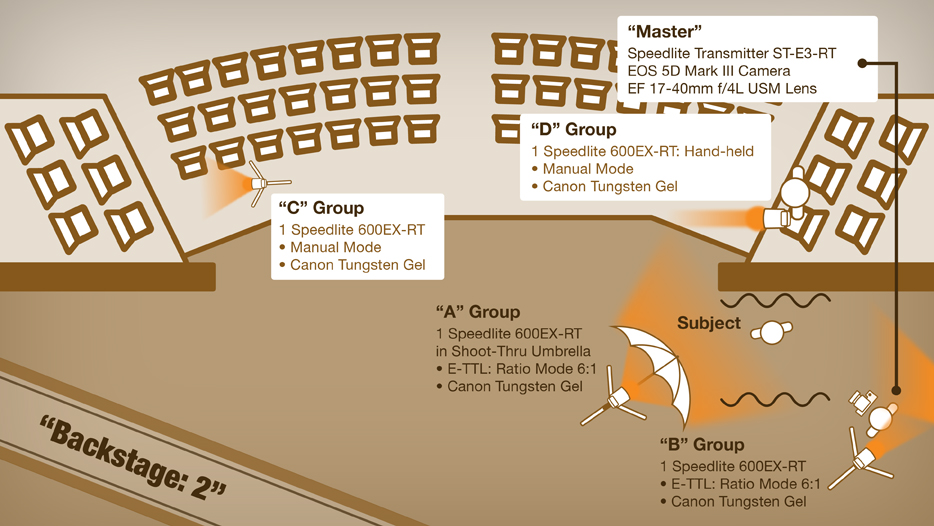 “Master”
Speedlite Transmitter ST-E3-RT
EOS 5D Mark III Camera
EF 17-40mm f/4L USM Lens
“D” Group
1 Speedlite 600EX-RT: Hand-held
• Manual Mode
• Canon Tungsten Gel
“C” Group
1 Speedlite 600EX-RT
• Manual Mode
• Canon Tungsten Gel
“A” Group
1 Speedlite 600EX-RT
in Shoot-Thru Umbrella
• E-TTL: Ratio Mode 6:1
• Canon Tungsten Gel
Subject
“B” Group
1 Speedlite 600EX-RT
• E-TTL: Ratio Mode 6:1
• Canon Tungsten Gel
“Backstage: 2”